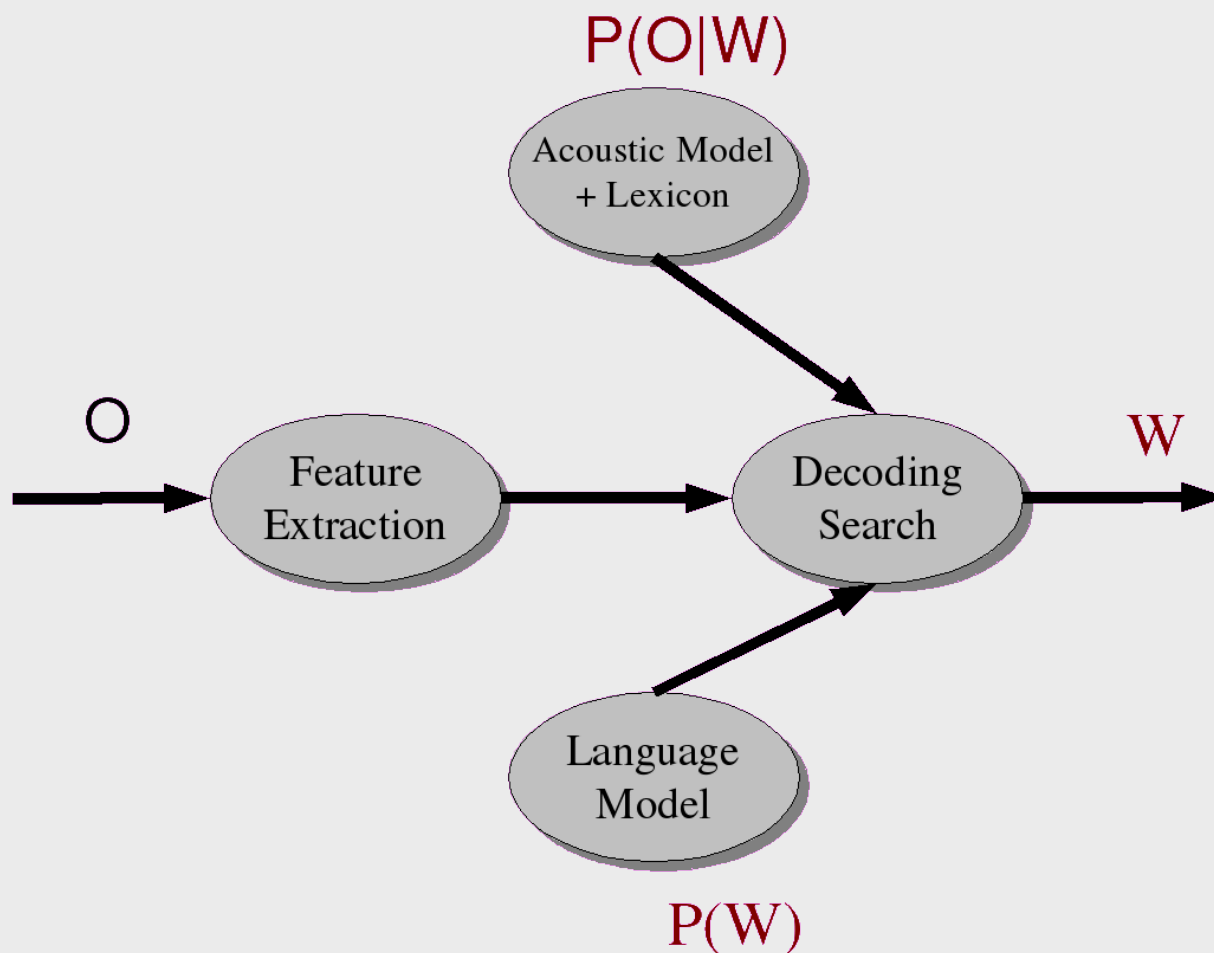 P(O|W)
Acoustic Model
+ Lexicon
O
Feature
Extraction
Decoding
Search
W
Language
Model
P(W)